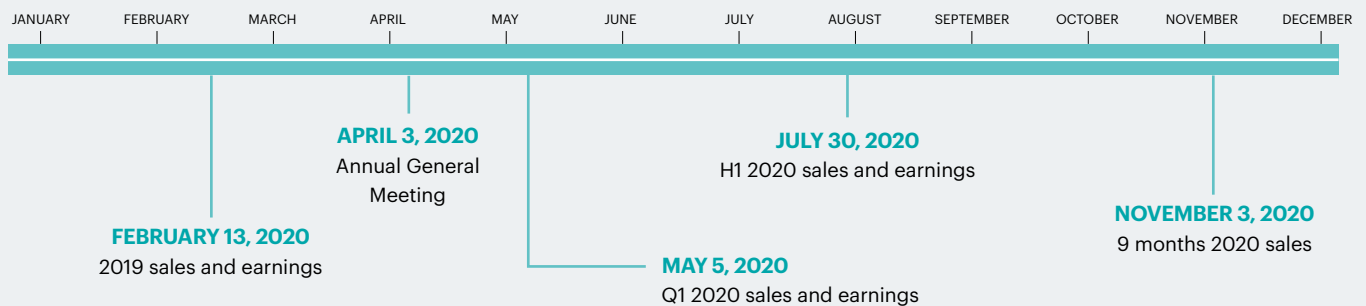 JANUARY FEBRUARY MARCH APRIL MAY JUNE JULY AUGUST SEPTEMBER OCTOBER NOVEMBER DECEMBER
FEBRUARY 13, 2020
2019 sales and earnings
APRIL 3, 2020
Annual General
Meeting
MAY 5, 2020
Q1 2020 sales and earnings
JULY 30, 2020
H1 2020 sales and earnings
NOVEMBER 3, 2020
9 months 2020 sales